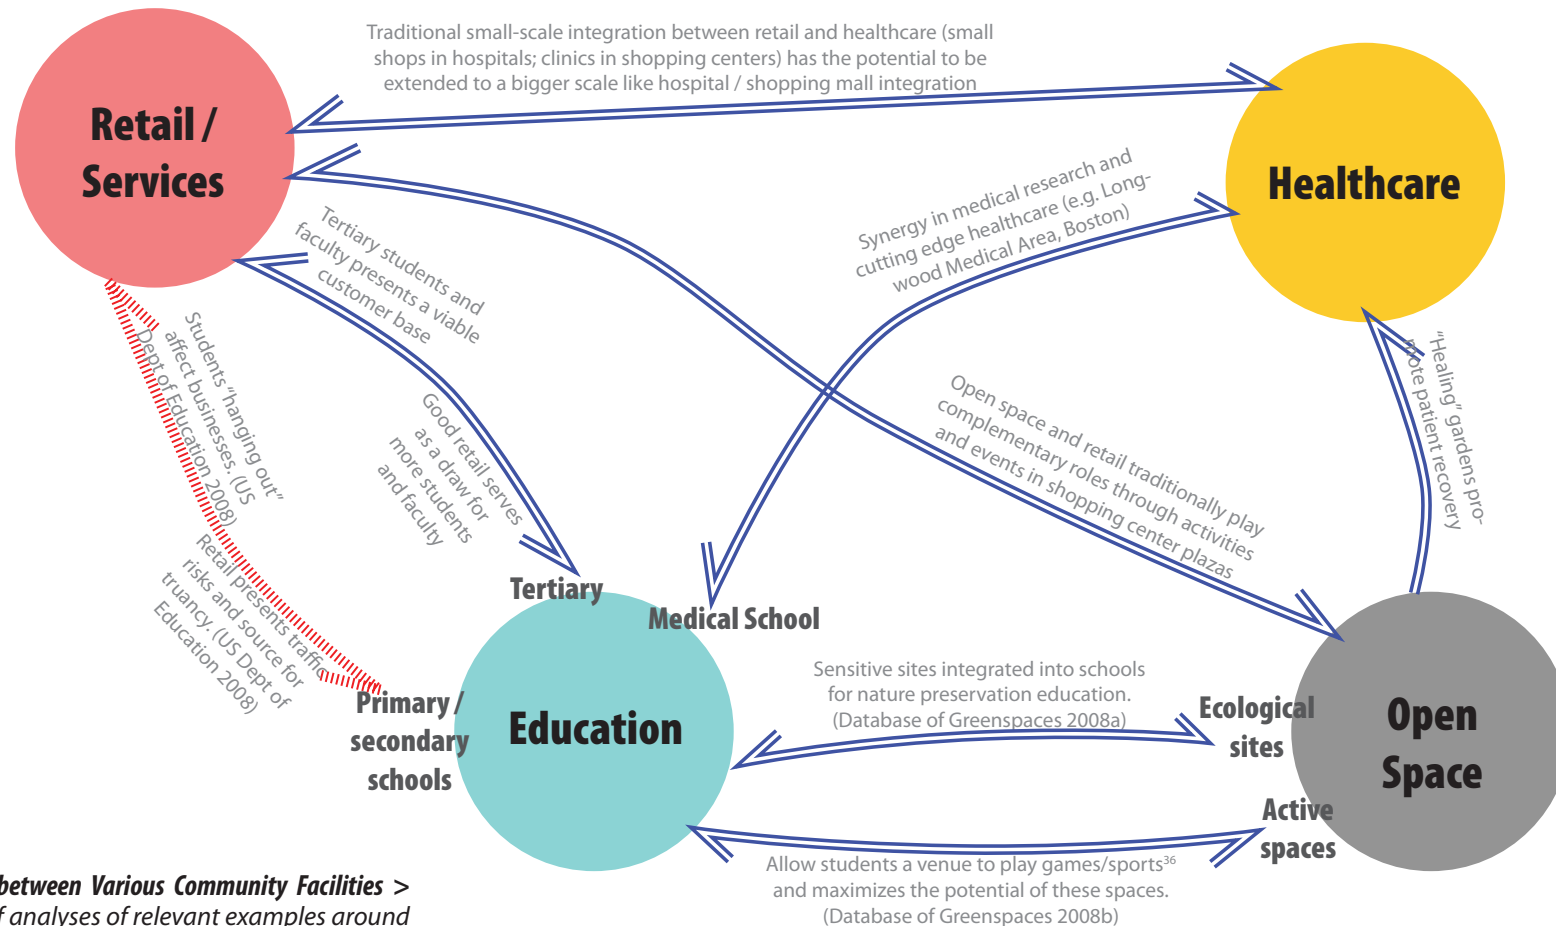 Traditional small-scale integration between retail and healthcare (small
shops in hospitals; clinics in shopping centers) has the potential to be
extended to a bigger scale like hospital / shopping mall integration
Retail /
Services
Healthcare
Synergy in medical research and
cutting edge healthcare (e.g. Long-
wood Medical Area, Boston)
Tertiary students and
faculty presents a viable
customer base
Students "hanging out"
affect businesses. (US
Dept of Education 2008)
Good retail serves
as a draw for
more students
and faculty
Open space and retail traditionally play
complementary roles through activities
and events in shopping center plazas
"Healing" gardens pro-
mote patient recovery
Retail presents traffic
risks and source for
truancy. (US Dept of
Education 2008)
Tertiary
Medical School
Primary /
secondary
schools
Education
Sensitive sites integrated into schools
for nature preservation education.
(Database of Greenspaces 2008a)
Ecological
sites
Open
Space
Active
spaces
Allow students a venue to play games/sports³⁶
and maximizes the potential of these spaces.
(Database of Greenspaces 2008b)
between Various Community Facilities >
f analyses of relevant examples around